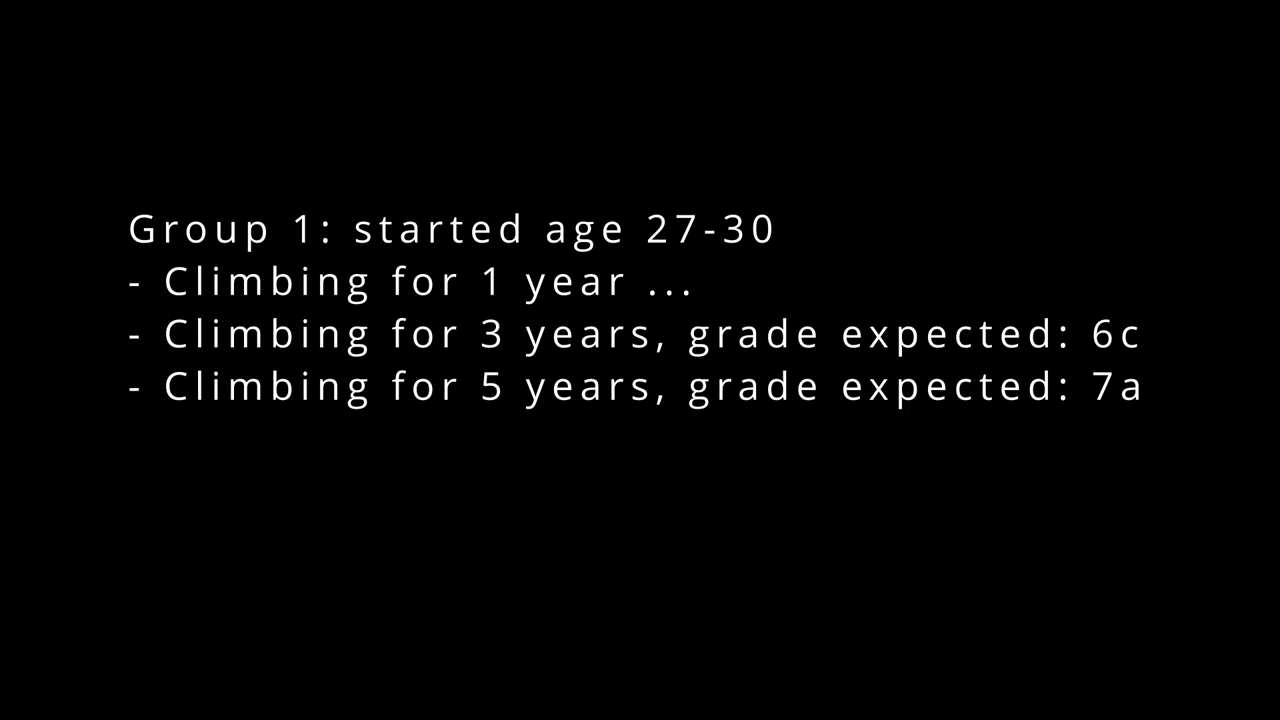 Group 1: started age 27-30
- Climbing for 1 year ...
- Climbing for 3 years, grade expected: 6c
- Climbing for 5 years, grade expected: 7a